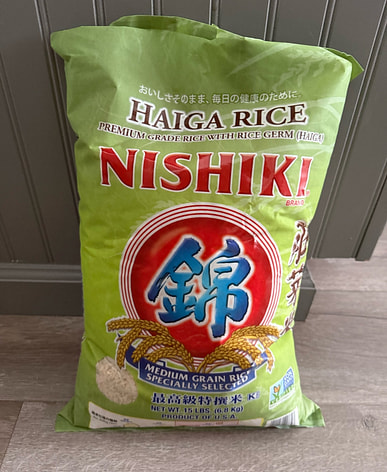 おいしさそのまま、毎日の健康のために。
HAIGA RICE
PREMIUM GRADE RICE WITH RICE GERM (HAIGA)
NISHIKI
BRAND
錦
MEDIUM GRAIN RICE
SPECIALLY SELECTED
最高級特撰米
NET WT 15 LBS (6.8 Kg)
PRODUCT OF U.S.A.